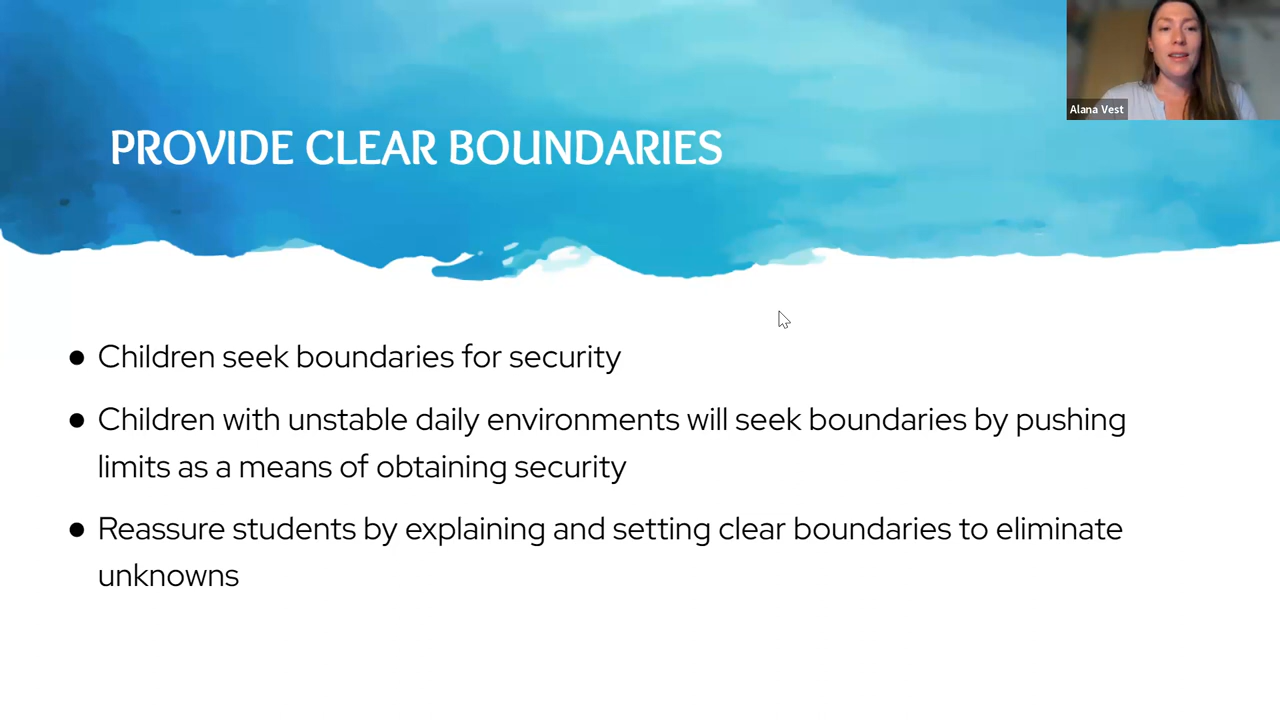 Alana Vest
PROVIDE CLEAR BOUNDARIES
● Children seek boundaries for security
● Children with unstable daily environments will seek boundaries by pushing
limits as a means of obtaining security
● Reassure students by explaining and setting clear boundaries to eliminate
unknowns